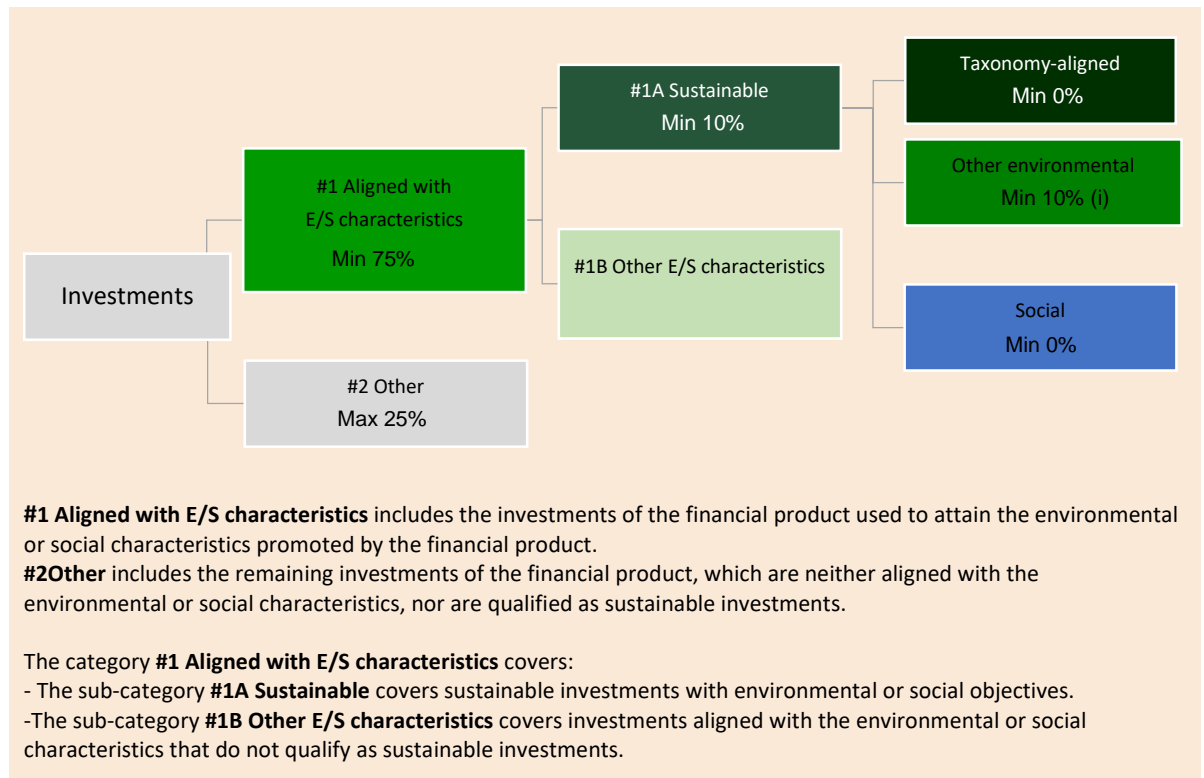 Investments
#1 Aligned with
E/S characteristics
Min 75%
#2 Other
Max 25%
#1A Sustainable
Min 10%
#1B Other E/S characteristics
Taxonomy-aligned
Min 0%
Other environmental
Min 10% (i)
Social
Min 0%
#1 Aligned with E/S characteristics includes the investments of the financial product used to attain the environmental
or social characteristics promoted by the financial product.
#2Other includes the remaining investments of the financial product, which are neither aligned with the
environmental or social characteristics, nor are qualified as sustainable investments.
The category #1 Aligned with E/S characteristics covers:
- The sub-category #1A Sustainable covers sustainable investments with environmental or social objectives.
-The sub-category #1B Other E/S characteristics covers investments aligned with the environmental or social
characteristics that do not qualify as sustainable investments.